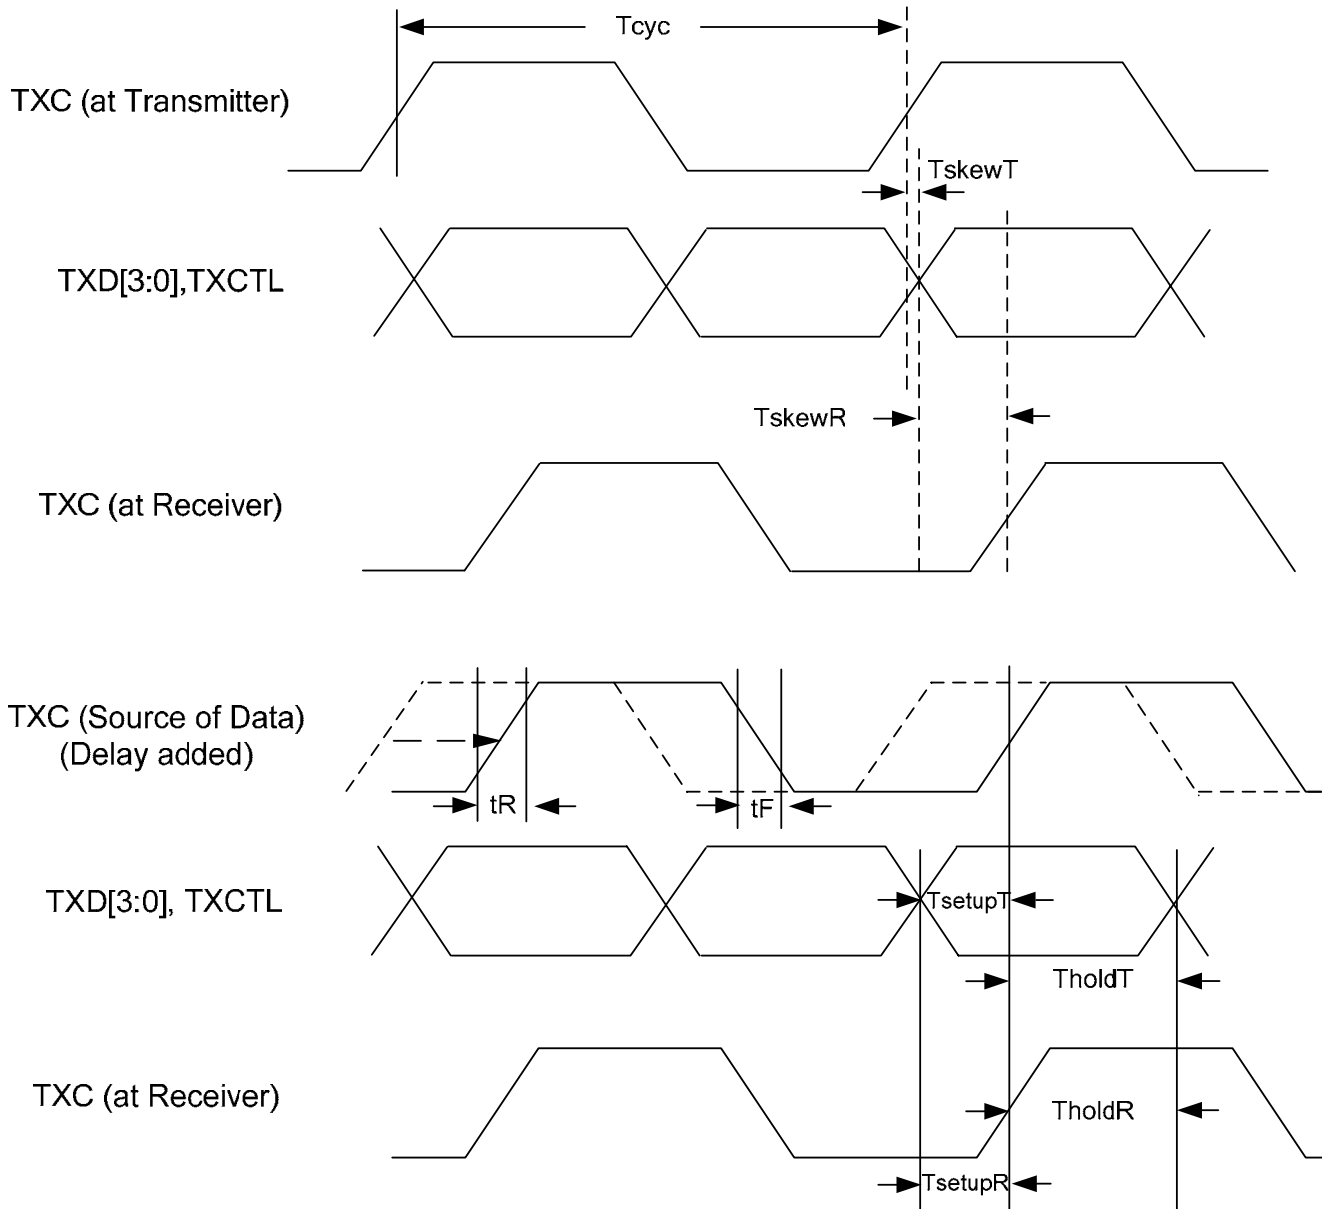 Tcyc
TXC (at Transmitter)
TskewT
TXD[3:0],TXCTL
TskewR
TXC (at Receiver)
TXC (Source of Data)
(Delay added)
tR
tF
TXD[3:0], TXCTL
TsetupT
TholdT
TXC (at Receiver)
TholdR
TsetupR